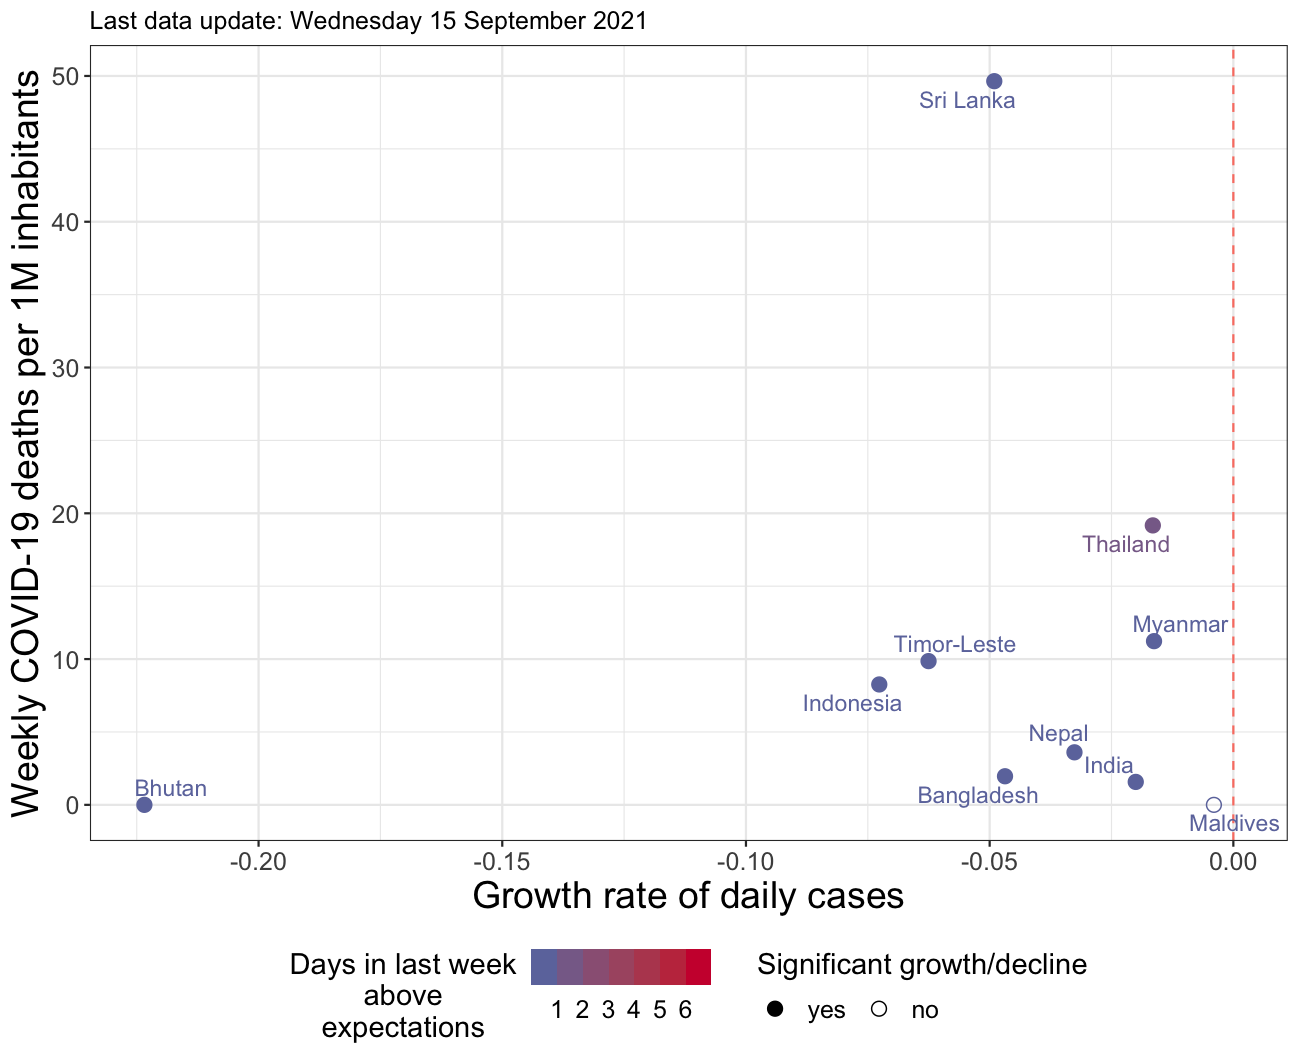 Last data update: Wednesday 15 September 2021
Weekly COVID-19 deaths per 1M inhabitants
50
40
30
20
10
0
Sri Lanka
Thailand
Myanmar
Timor-Leste
Indonesia
Nepal
India
Bangladesh
Bhutan
Maldives
-0.20 -0.15 -0.10 -0.05 0.00
Growth rate of daily cases
Days in last week
above
expectations
1 2 3 4 5 6
Significant growth/decline
yes no